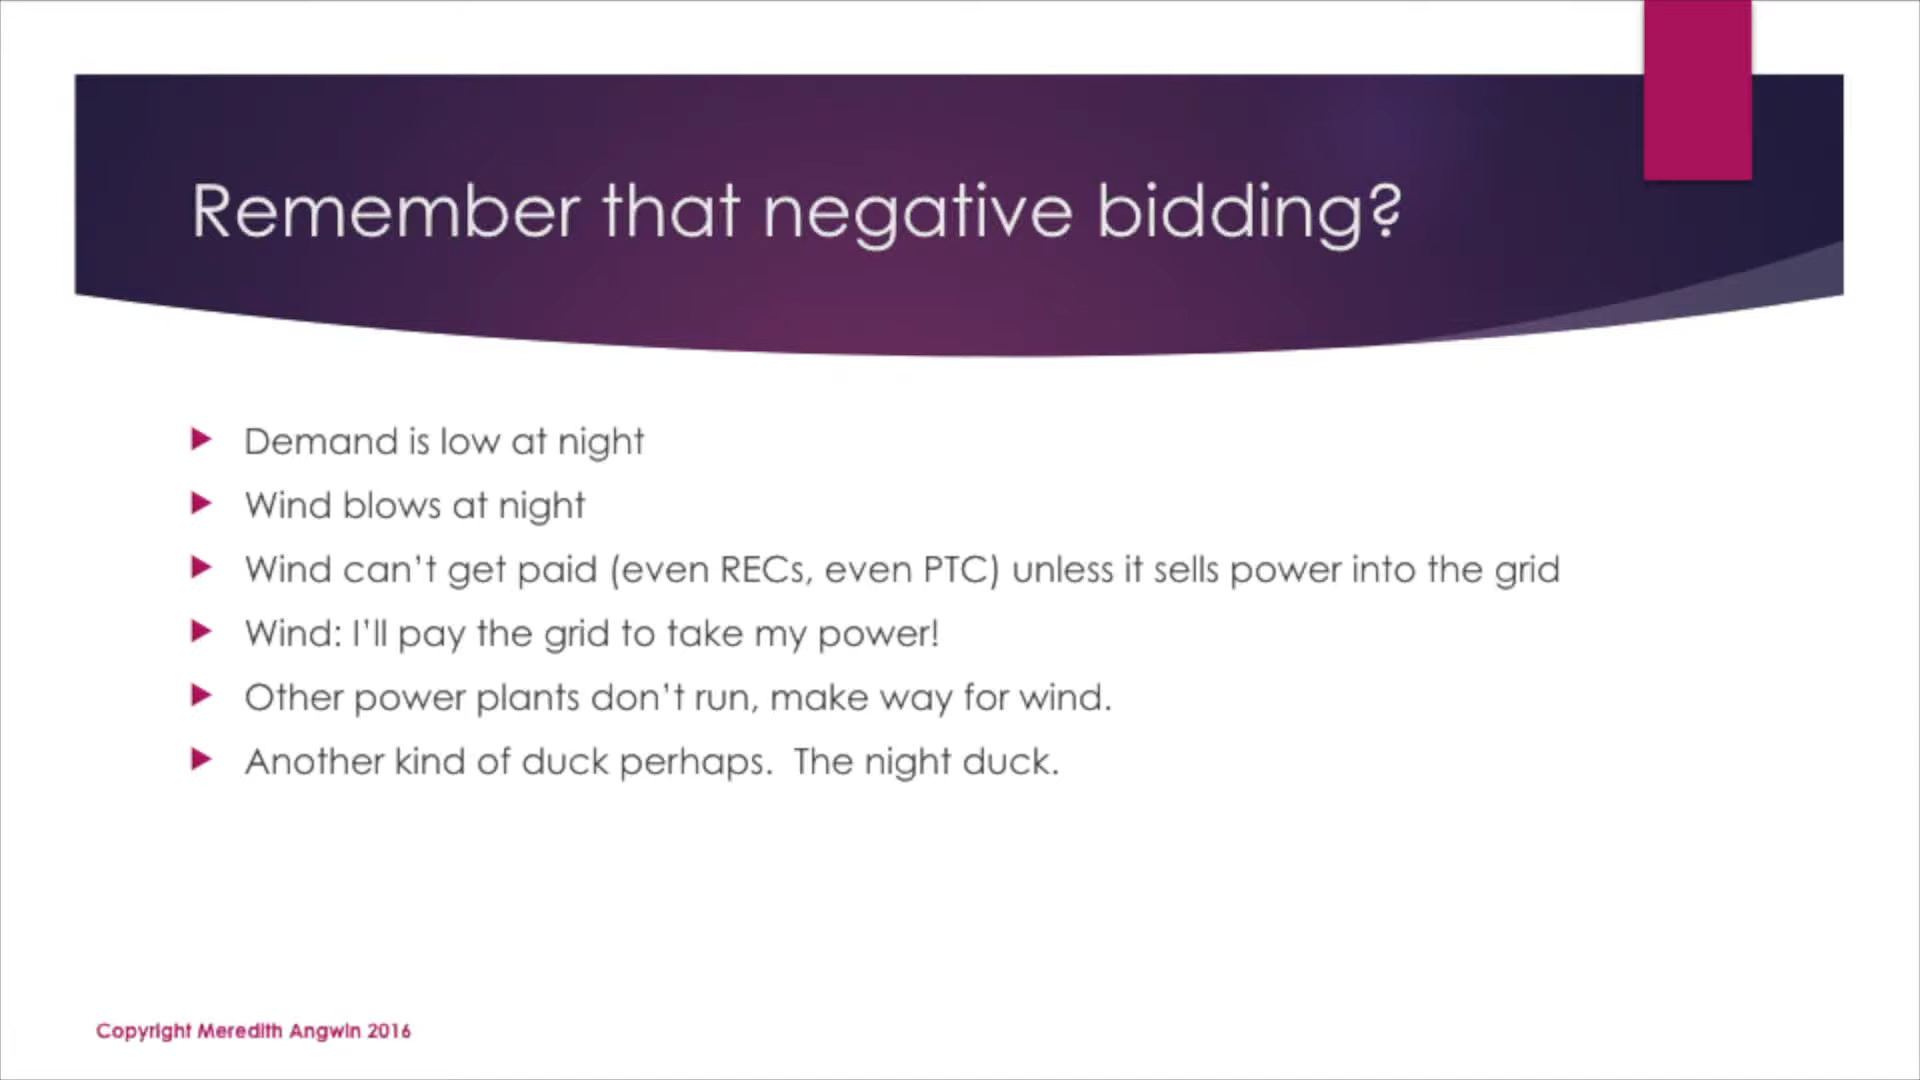 Remember that negative bidding?
Demand is low at night
Wind blows at night
Wind can't get paid (even RECs, even PTC) unless it sells power into the grid
Wind: I'll pay the grid to take my power!
Other power plants don't run, make way for wind.
Another kind of duck perhaps.  The night duck.
Copyright Meredith Angwin 2016